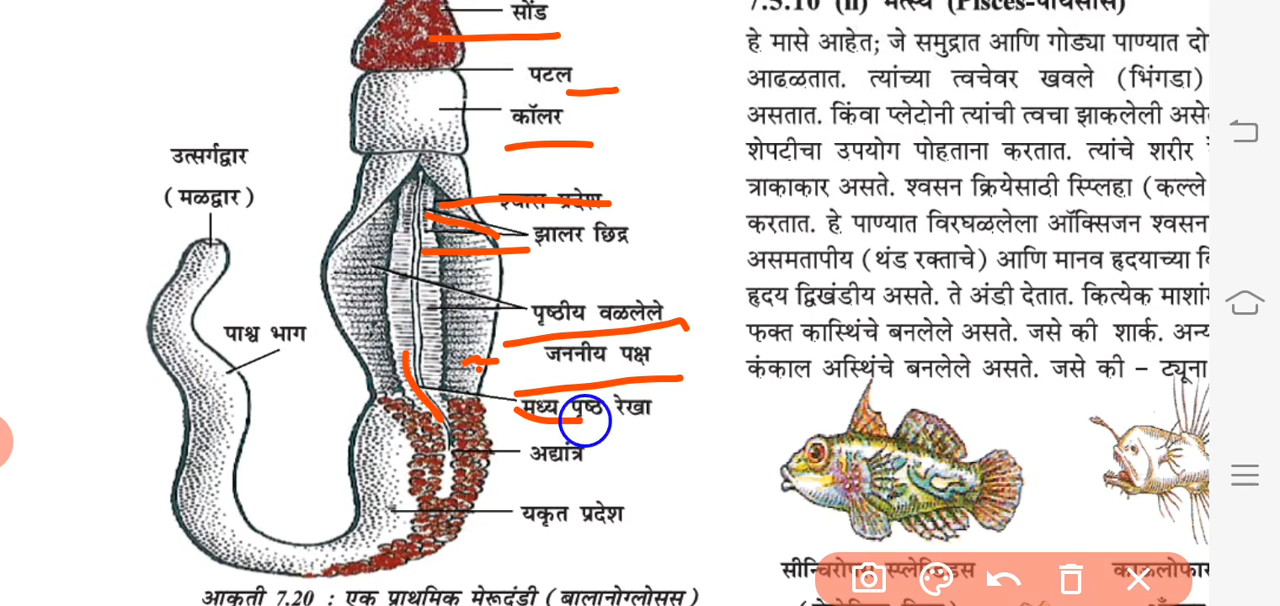 सोंड
पटल
कॉलर
उत्सर्गद्वार
(मळद्वार)
श्वास प्रदेश
झालर छिद्र
पृष्ठीय वळलेले
जननीय पक्ष
पाश्व भाग
मध्य पृष्ठ रेखा
अद्यांत्र
यकृत प्रदेश
आकृती 7.20 : एक प्राथमिक मेरूदंडी (बालानोग्लोसस)
7.5.10 (ii) मत्स्य (Pisces-पायसीस)
हे मासे आहेत; जे समुद्रात आणि गोड्या पाण्यात दो
आढळतात. त्यांच्या त्वचेवर खवले (भिंगडा)
असतात. किंवा प्लेटोनी त्यांची त्वचा झाकलेली असे
शेपटीचा उपयोग पोहताना करतात. त्यांचे शरीर
त्राकाकार असते. श्वसन क्रियेसाठी स्प्लिहा (कल्ले
करतात. हे पाण्यात विरघळलेला ऑक्सिजन श्वसन
असमतापीय (थंड रक्ताचे) आणि मानव हृदयाच्या
हृदय द्विखंडीय असते. ते अंडी देतात. कित्येक माशां
फक्त कास्थिंचे बनलेले असते. जसे की शार्क. अन्य
कंकाल अस्थिंचे बनलेले असते. जसे की – ट्यूना